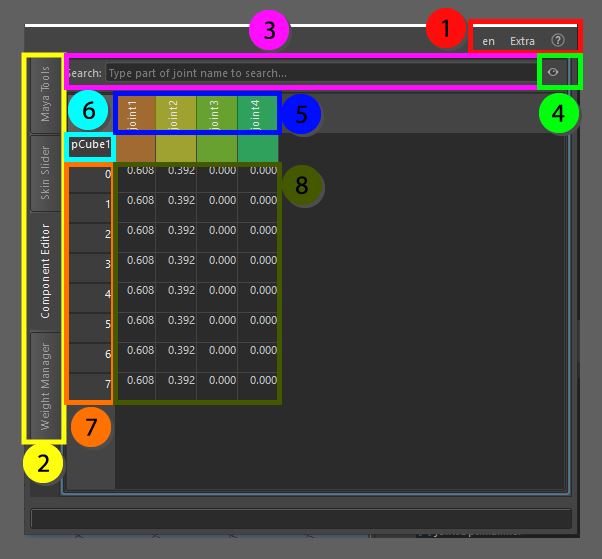 3
1
en Extra ?
Search: Type part of joint name to search...
Maya Tools
Skin Slider
Component Editor
Weight Manager
2
4
6
joint1 joint2 joint3 joint4
5
pCube1
8
0 0.608 0.392 0.000 0.000
1 0.608 0.392 0.000 0.000
2 0.608 0.392 0.000 0.000
3 0.608 0.392 0.000 0.000
4 0.608 0.392 0.000 0.000
5 0.608 0.392 0.000 0.000
6 0.608 0.392 0.000 0.000
7 0.608 0.392 0.000 0.000
7